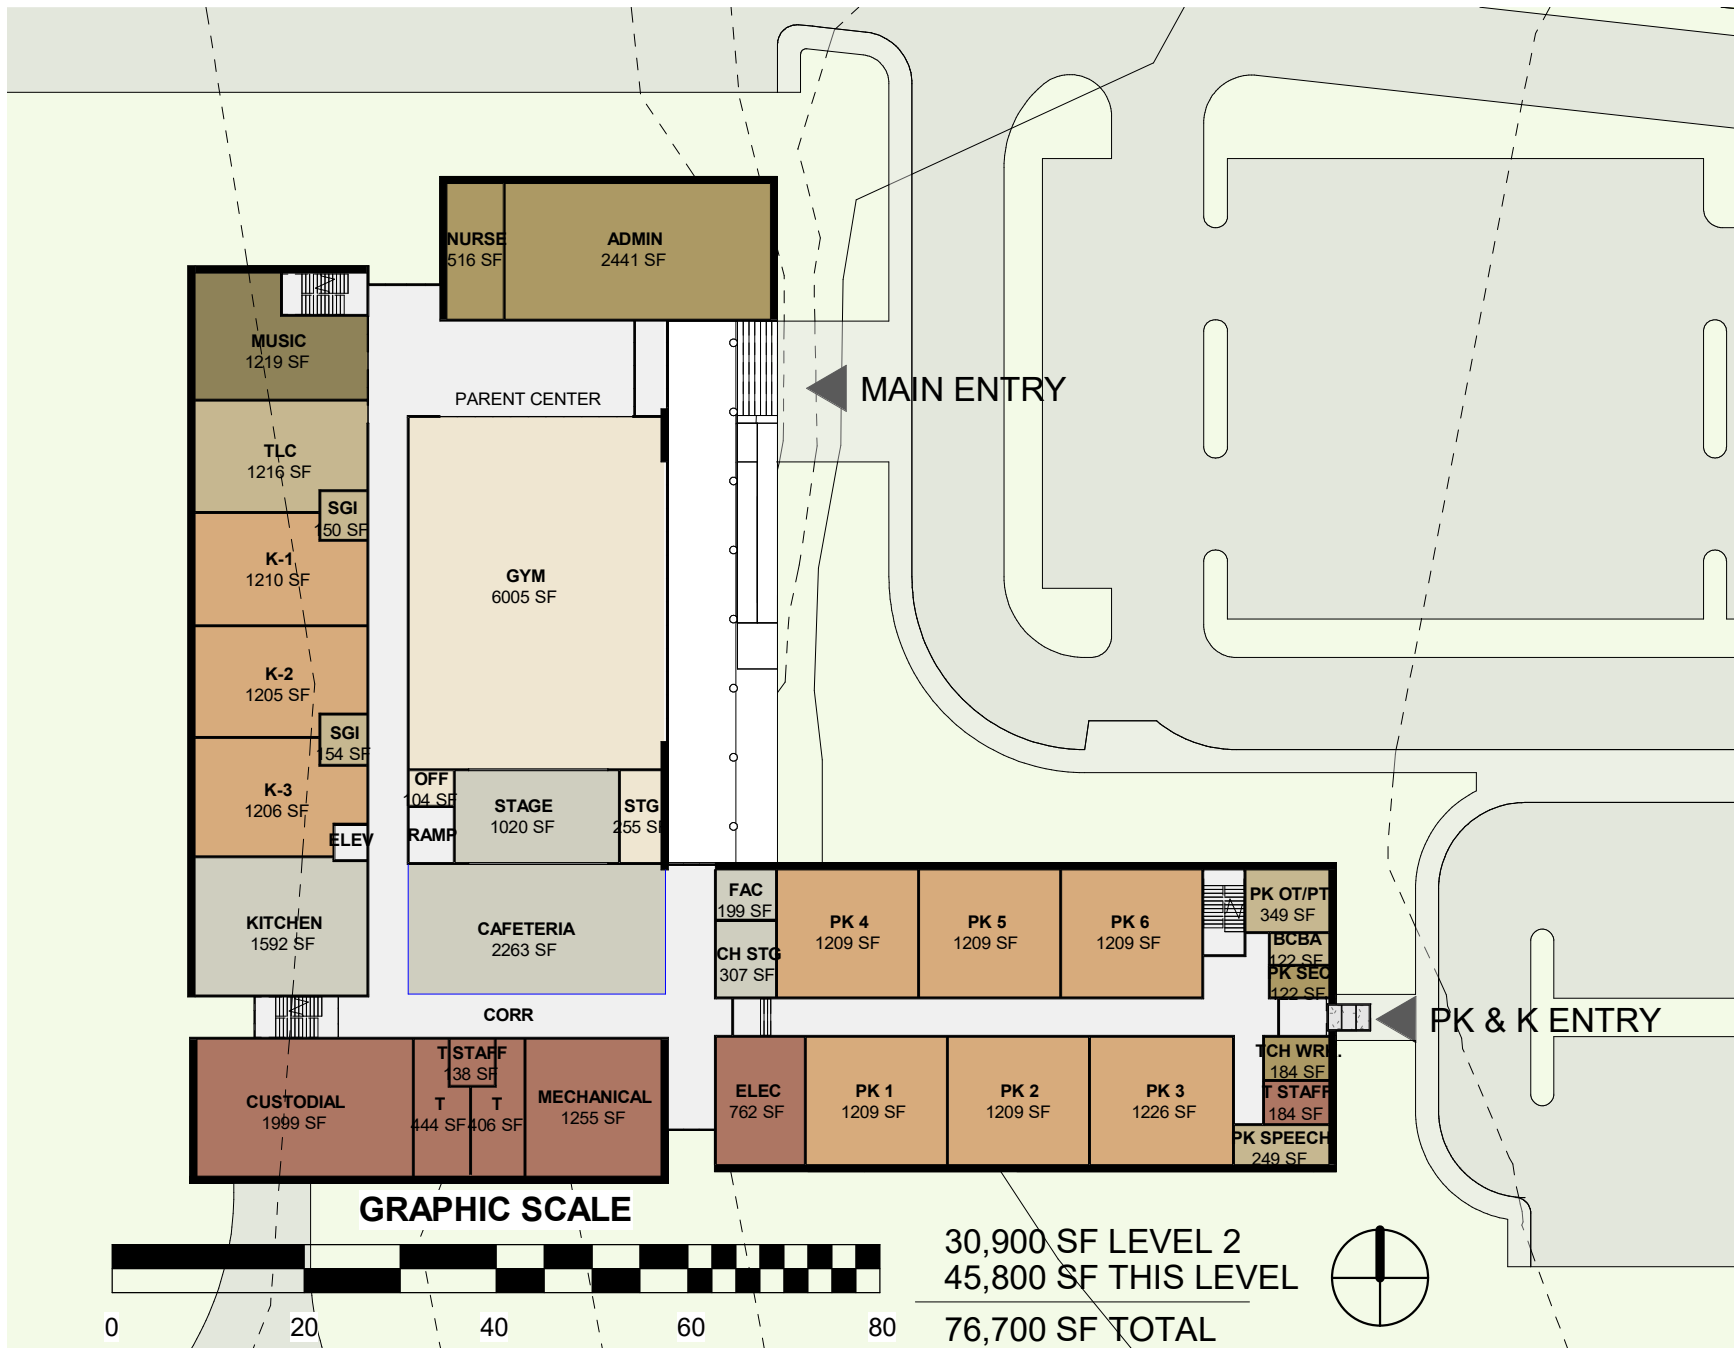 NURSE
516 SF
ADMIN
2441 SF
MUSIC
1219 SF
MAIN ENTRY
PARENT CENTER
TLC
1216 SF
SGI
150 SF
K-1
1210 SF
GYM
6005 SF
K-2
1205 SF
SGI
154 SF
K-3
1206 SF
OFF
104 SF
STAGE
1020 SF
STG
255 SF
RAMP
ELEV
KITCHEN
1592 SF
CAFETERIA
2263 SF
FAC
199 SF
CH STG
307 SF
PK 4
1209 SF
PK 5
1209 SF
PK 6
1209 SF
PK OT/PT
349 SF
BCBA
122 SF
PK SEC
122 SF
CORR
PK & K ENTRY
CUSTODIAL
1999 SF
T STAFF
138 SF
T
444 SF
T
406 SF
MECHANICAL
1255 SF
ELEC
762 SF
PK 1
1209 SF
PK 2
1209 SF
PK 3
1226 SF
TCH
184 SF
T STAFF
184 SF
PK SPEECH
249 SF
GRAPHIC SCALE
0 20 40 60 80
30,900 SF LEVEL 2
45,800 SF THIS LEVEL
76,700 SF TOTAL